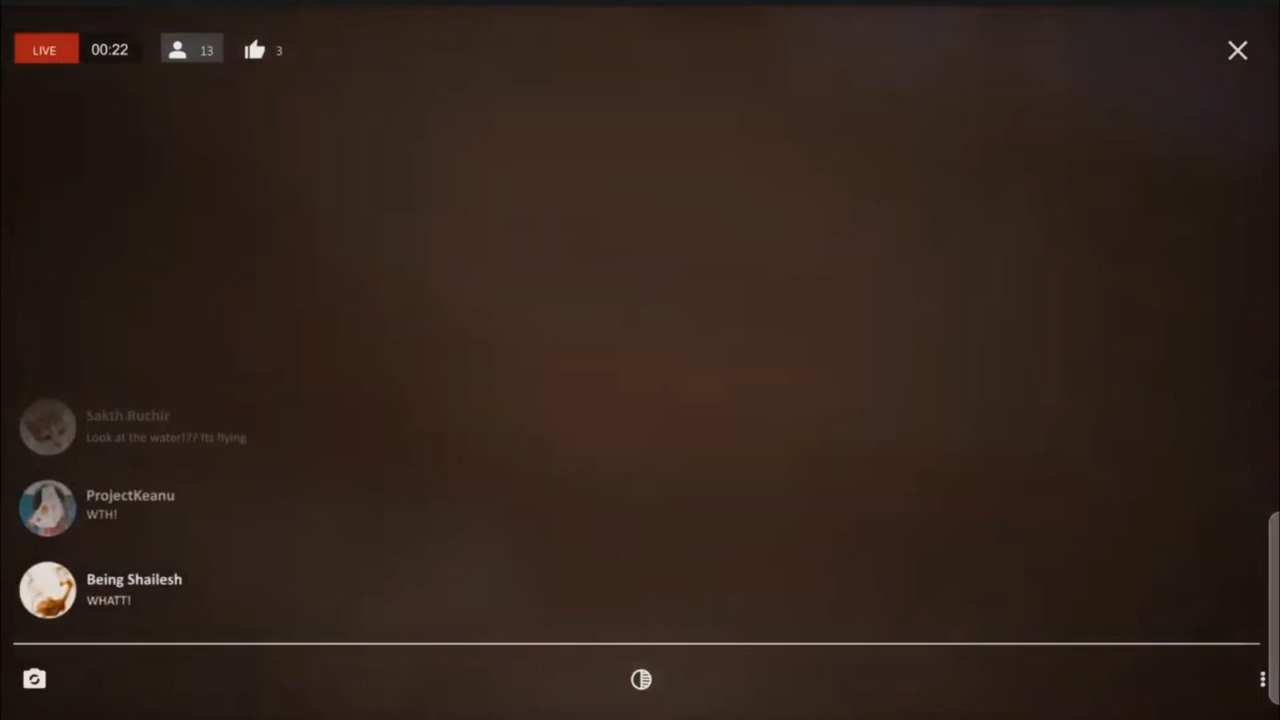 LIVE 00:22 13 3
Sakth Ruchir
Look at the water!?? Its flying
ProjectKeanu
WTH!
Being Shailesh
WHATT!